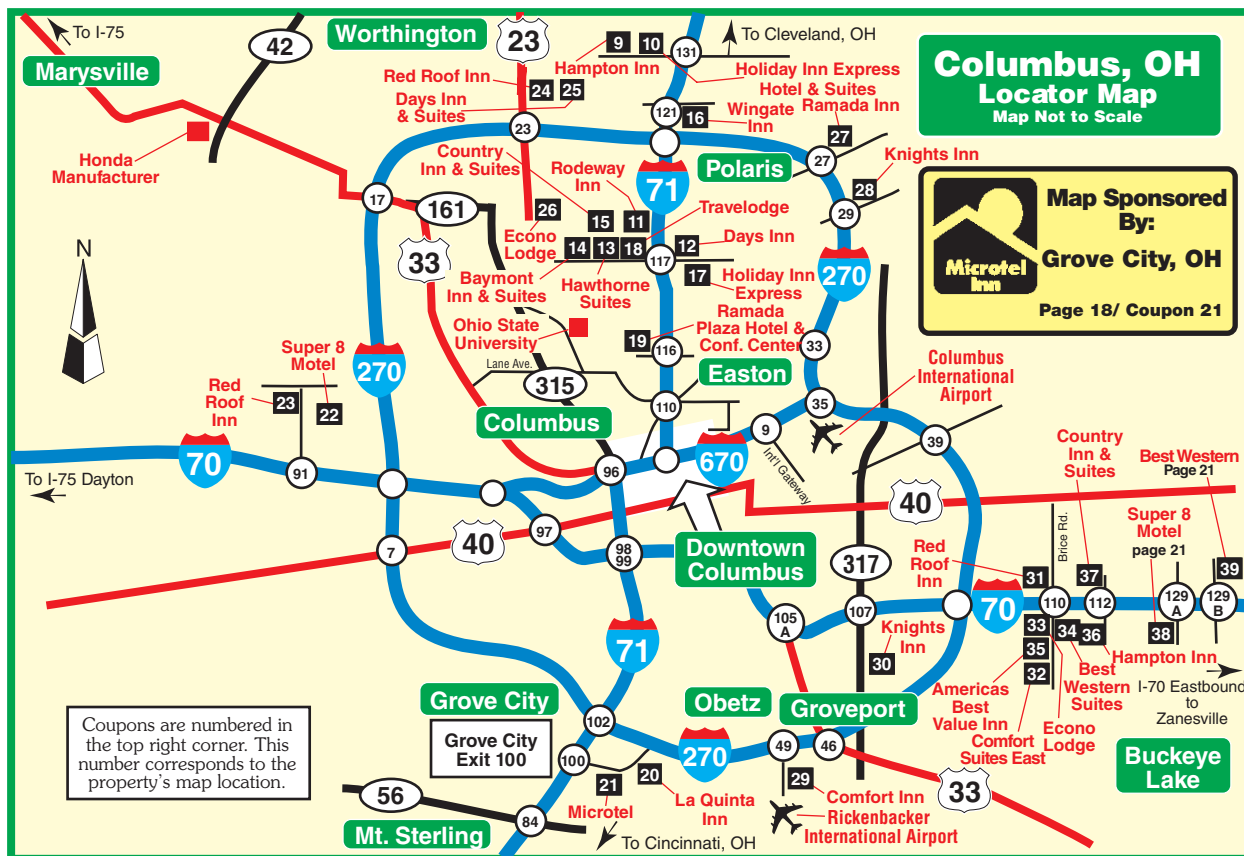 To I-75
42
Worthington
23
9
10
131
To Cleveland, OH
Marysville
Hampton Inn
Holiday Inn Express
Hotel & Suites
Columbus, OH
Locator Map
Map Not to Scale
Red Roof Inn
24
25
Days Inn
& Suites
121
16
Wingate
Inn
Ramada Inn
27
23
Honda
Manufacturer
Country
Inn & Suites
Rodeway
Inn
71
Polaris
27
Knights Inn
28
17
161
26
15
11
Travelodge
29
Map Sponsored
By:
Grove City, OH
Microtel
Inn
Page 18/ Coupon 21
N
33
Econo
Lodge
14
13
18
12
Days Inn
117
270
Baymont
Inn & Suites
Hawthorne
Suites
17
Holiday Inn
Express
Ohio State
University
Ramada
Plaza Hotel &
Conf. Center
19
116
33
Super 8
Motel
270
Lane Ave.
315
Easton
Columbus
International
Airport
Red
Roof
Inn
23
22
Columbus
110
35
9
39
Country
Inn &
Suites
Best Western
Page 21
70
91
To I-75 Dayton
96
670
Int'l Gateway
40
Super 8
Motel
page 21
Brice Rd.
40
97
7
98
99
Downtown
Columbus
317
Red
Roof
Inn
31
37
39
105
A
107
70
110
112
129
A
129
B
71
Knights
Inn
30
33
34
36
38
35
32
Hampton Inn
Best
Western
Suites
Americas
Best
Value Inn
Econo
Lodge
Comfort
Suites East
I-70 Eastbound
to
Zanesville
Grove City
Obetz
Groveport
Coupons are numbered in
the top right corner. This
number corresponds to the
property's map location.
Grove City
Exit 100
102
100
270
49
46
Buckeye
Lake
21
20
29
33
56
Microtel
La Quinta
Inn
Comfort Inn
Rickenbacker
International Airport
84
Mt. Sterling
To Cincinnati, OH